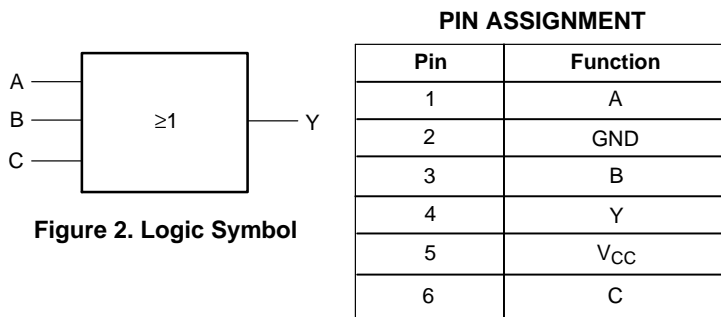 A
B
C
≥1
Y
Figure 2. Logic Symbol
PIN ASSIGNMENT
Pin Function
1 A
2 GND
3 B
4 Y
5 VCC
6 C